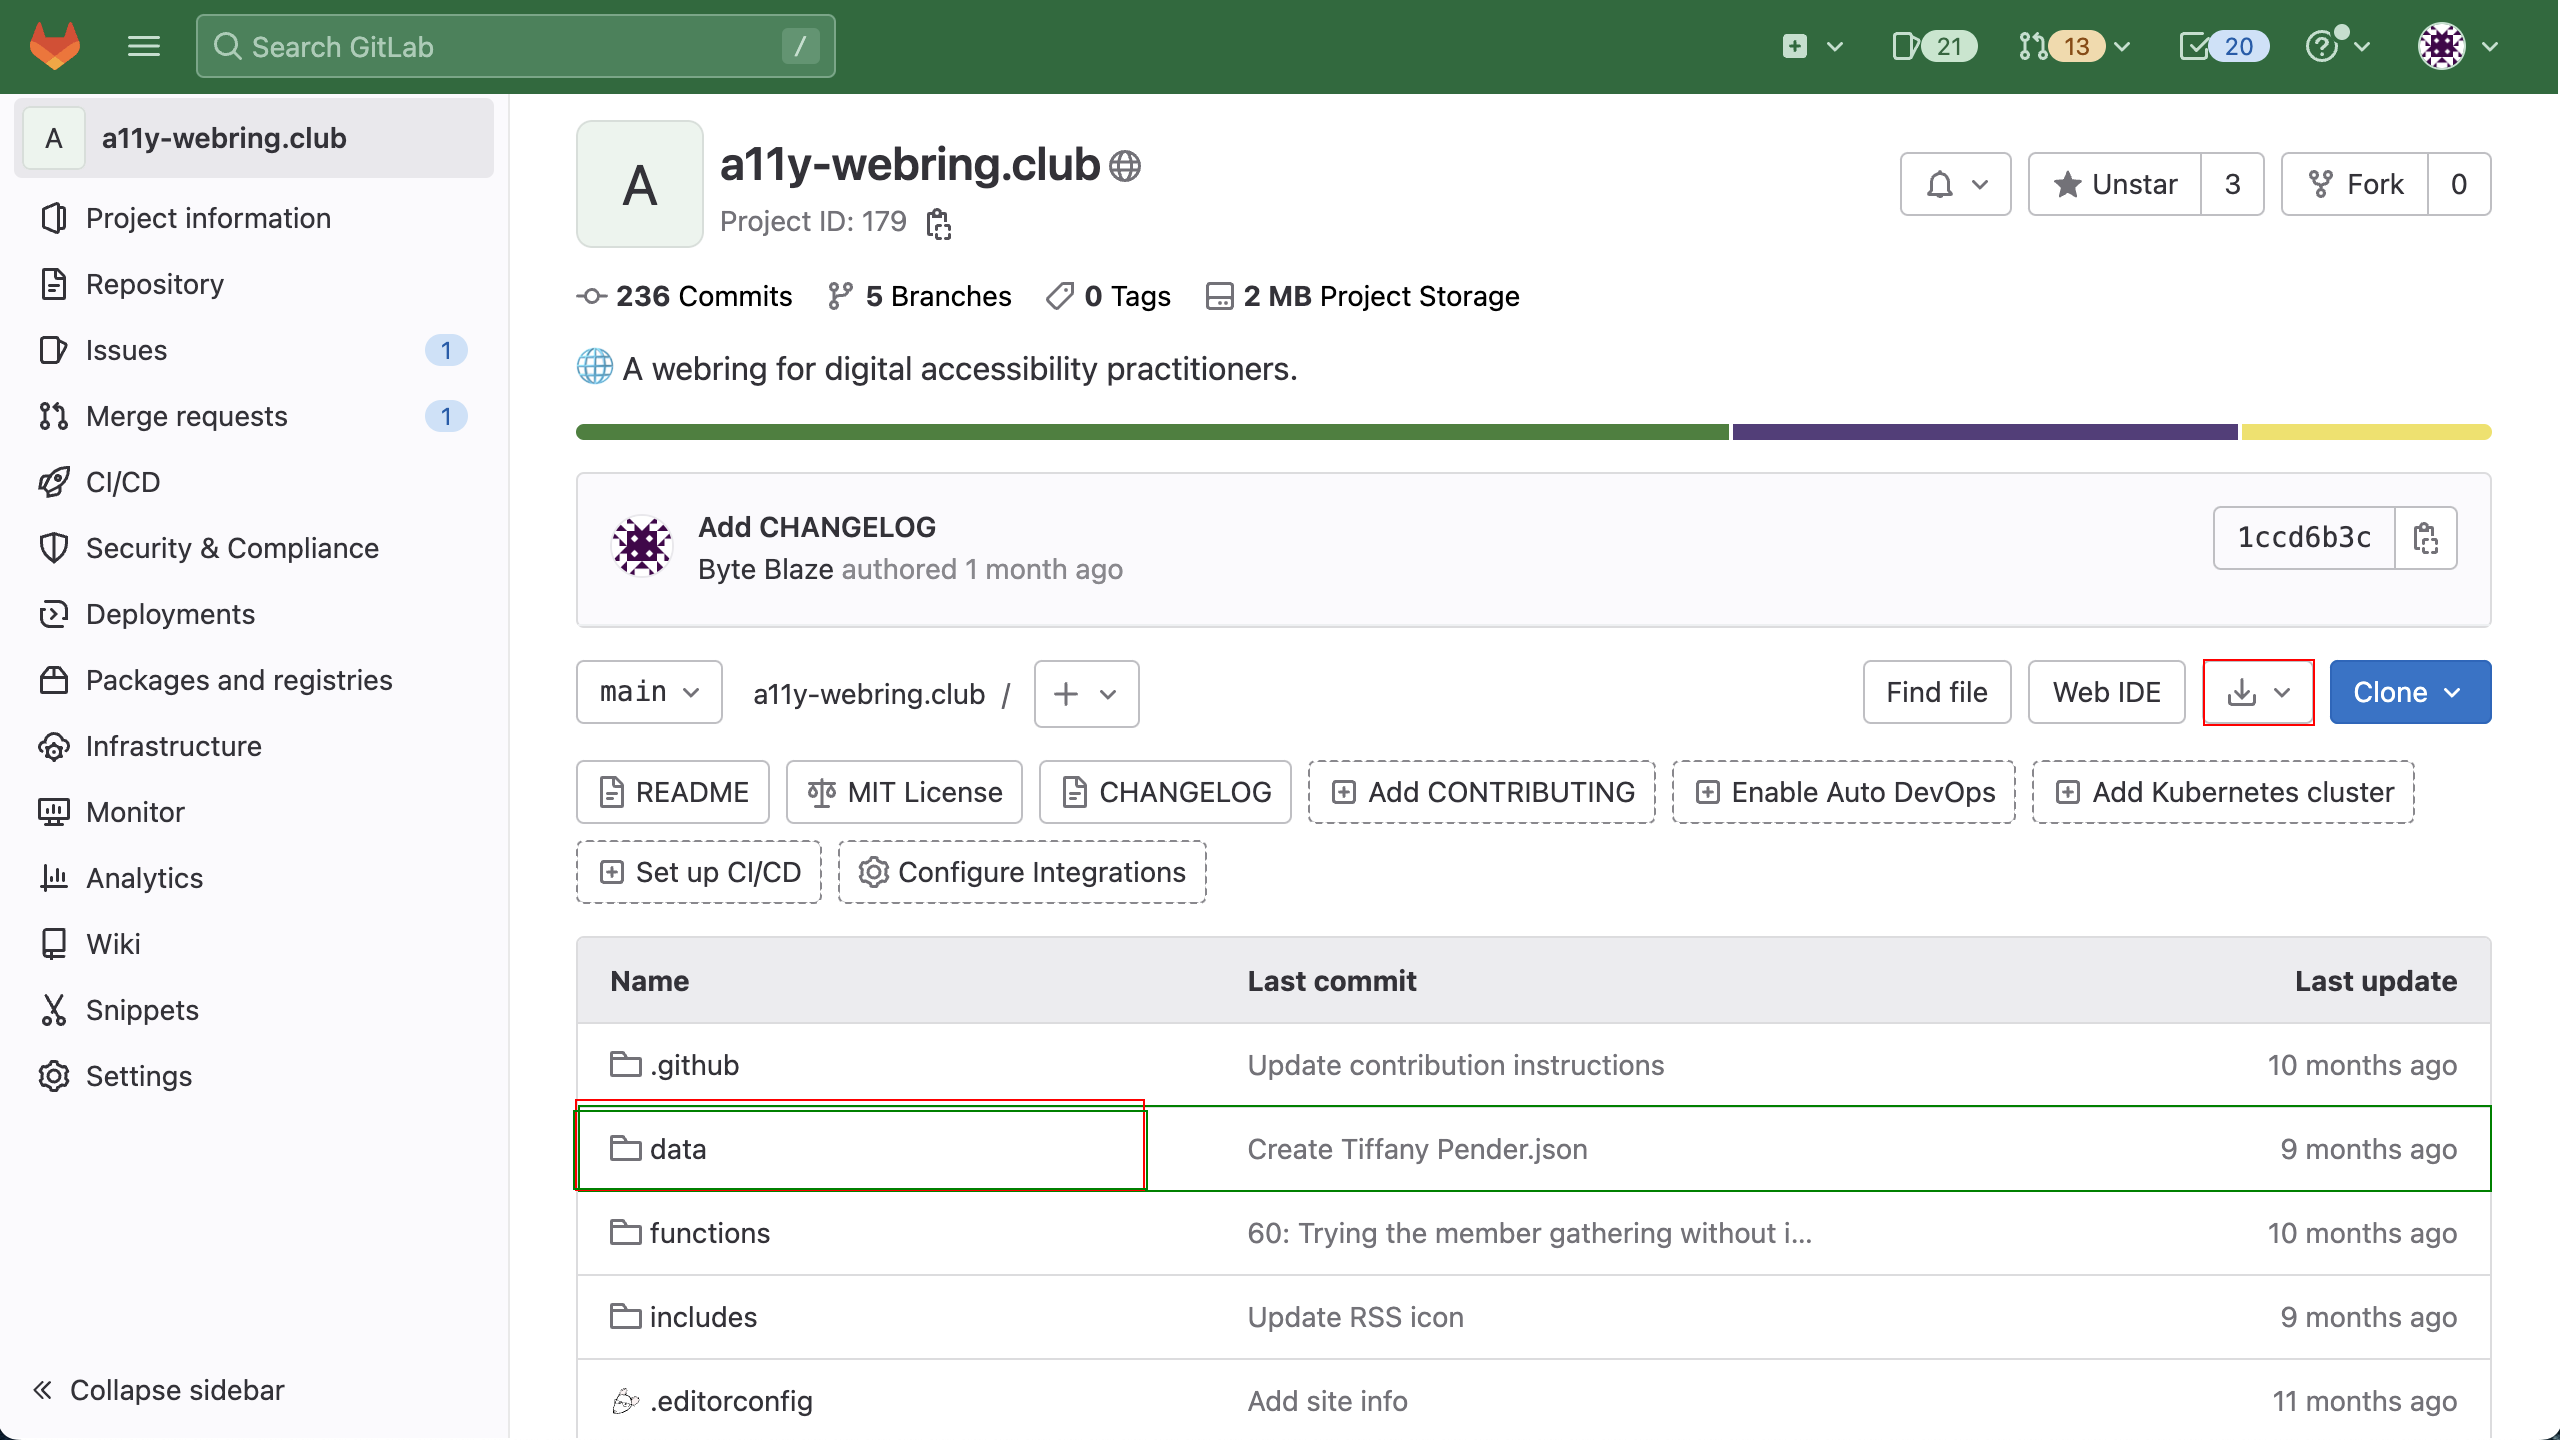 Search GitLab /
21
13
20
A a11y-webring.club
Project information
Repository
Issues 1
Merge requests 1
CI/CD
Security & Compliance
Deployments
Packages and registries
Infrastructure
Monitor
Analytics
Wiki
Snippets
Settings
Collapse sidebar
A
a11y-webring.club
Project ID: 179
Unstar 3
Fork 0
236 Commits 5 Branches 0 Tags 2 MB Project Storage
A webring for digital accessibility practitioners.
Add CHANGELOG
Byte Blaze authored 1 month ago
1ccd6b3c
main a11y-webring.club / Find file Web IDE Clone
README MIT License CHANGELOG Add CONTRIBUTING Enable Auto DevOps Add Kubernetes cluster
Set up CI/CD Configure Integrations
Name Last commit Last update
.github Update contribution instructions 10 months ago
data Create Tiffany Pender.json 9 months ago
functions 60: Trying the member gathering without i... 10 months ago
includes Update RSS icon 9 months ago
.editorconfig Add site info 11 months ago